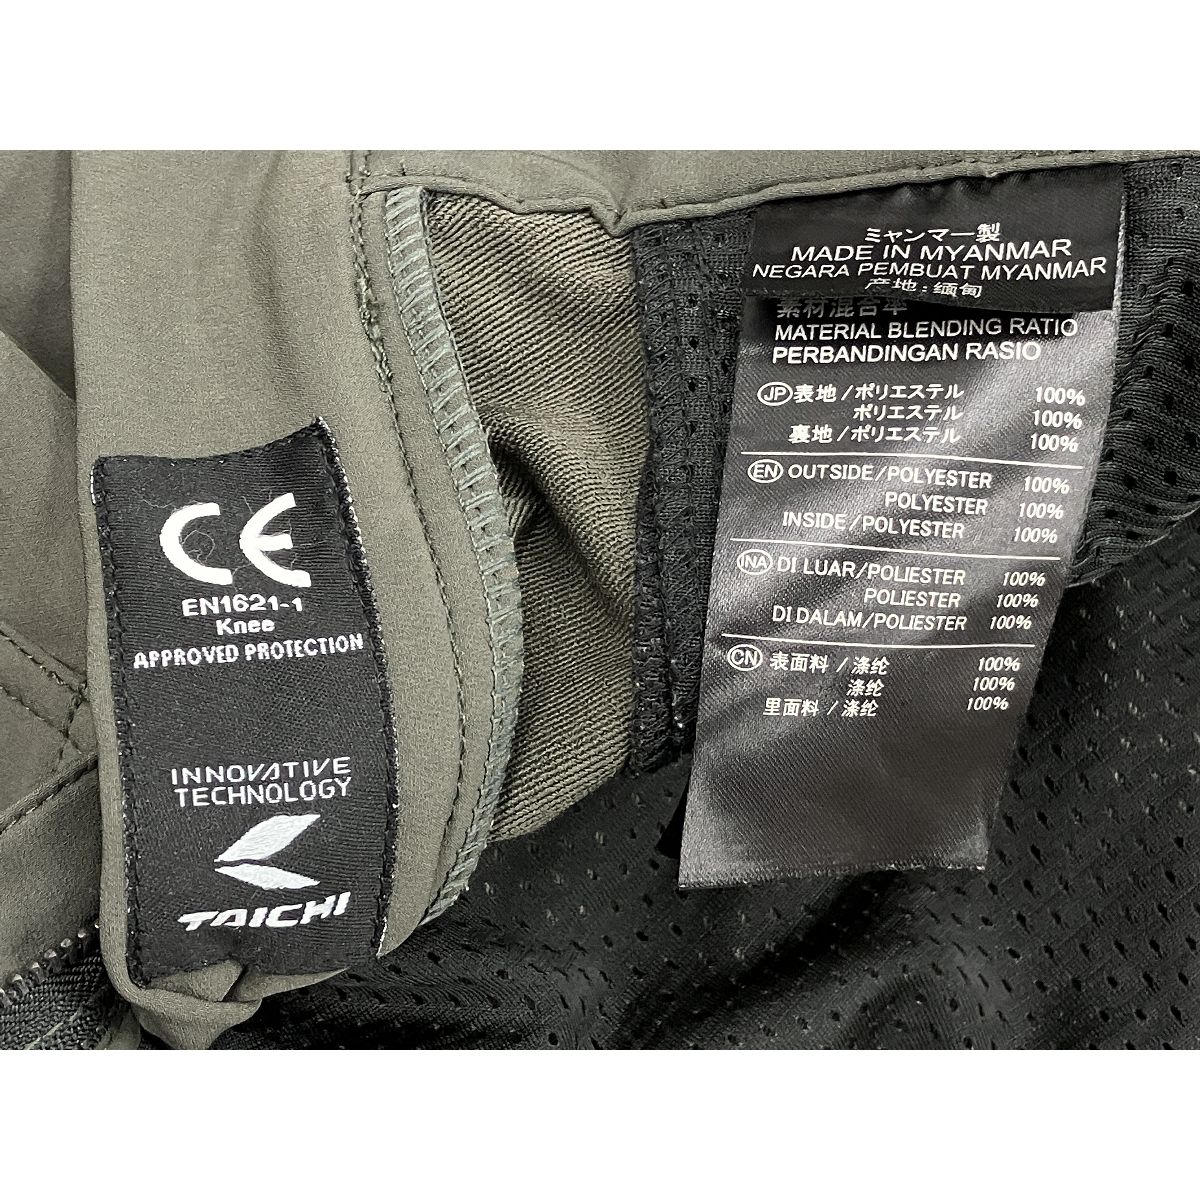 CE
EN1621-1
Knee
APPROVED PROTECTION
INNOVATIVE
TECHNOLOGY
TAICHI
ミャンマー製
MADE IN MYANMAR
NEGARA PEMBUAT MYANMAR
产地：缅甸
素材混合率
MATERIAL BLENDING RATIO
PERBANDINGAN RASIO
JP 表地/ポリエステル 100%
ポリエステル 100%
裏地/ポリエステル 100%
EN OUTSIDE/POLYESTER 100%
POLYESTER 100%
INSIDE/POLYESTER 100%
INA DI LUAR/POLIESTER 100%
POLIESTER 100%
DI DALAM/POLIESTER 100%
CN 表面料/涤纶 100%
涤纶 100%
里面料/涤纶 100%